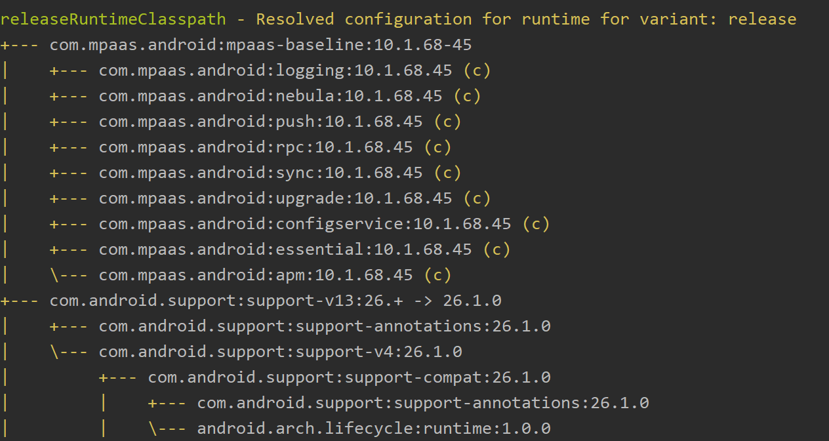 releaseRuntimeClasspath - Resolved configuration for runtime for variant: release
+--- com.mpaas.android:mpaas-baseline:10.1.68-45
|    +--- com.mpaas.android:logging:10.1.68.45 (c)
|    +--- com.mpaas.android:nebula:10.1.68.45 (c)
|    +--- com.mpaas.android:push:10.1.68.45 (c)
|    +--- com.mpaas.android:rpc:10.1.68.45 (c)
|    +--- com.mpaas.android:sync:10.1.68.45 (c)
|    +--- com.mpaas.android:upgrade:10.1.68.45 (c)
|    +--- com.mpaas.android:configservice:10.1.68.45 (c)
|    +--- com.mpaas.android:essential:10.1.68.45 (c)
|    \--- com.mpaas.android:apm:10.1.68.45 (c)
+--- com.android.support:support-v13:26.+ -> 26.1.0
|    +--- com.android.support:support-annotations:26.1.0
|    \--- com.android.support:support-v4:26.1.0
|         +--- com.android.support:support-compat:26.1.0
|         |    +--- com.android.support:support-annotations:26.1.0
|         |    \--- android.arch.lifecycle:runtime:1.0.0